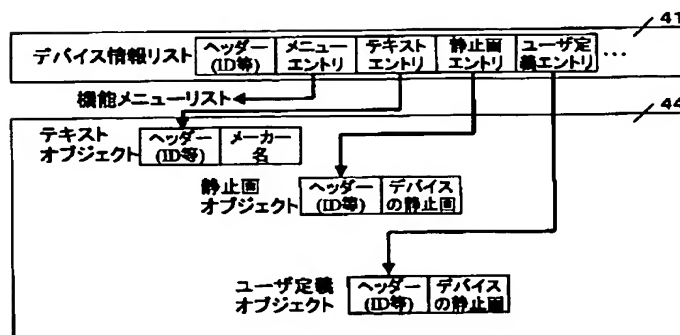 41
デバイス情報リスト
ヘッダー
(ID等)
メニュー
エントリ
テキスト
エントリ
静止画
エントリ
ユーザ定
義エントリ
...
機能メニューリスト
44
テキスト
オブジェクト
ヘッダー
(ID等)
メーカー
名
静止画
オブジェクト
ヘッダー
(ID等)
デバイス
の静止画
ユーザ定義
オブジェクト
ヘッダー
(ID等)
デバイス
の静止画